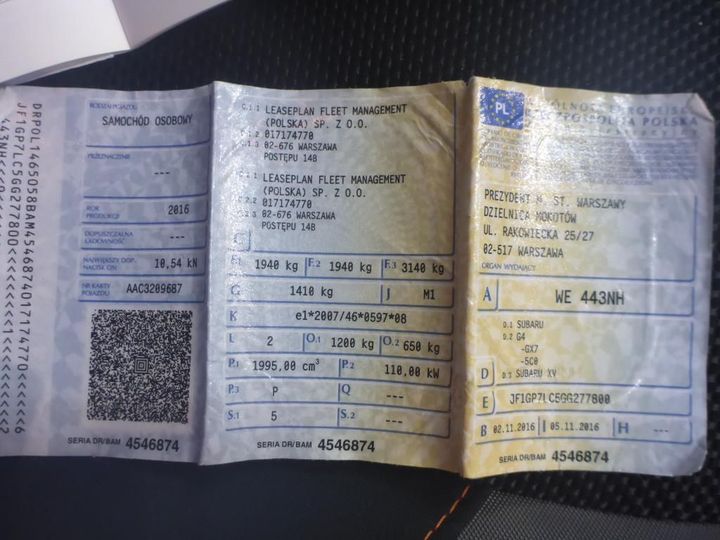 DRPOL1465058BAM4546874017174770<<<<<6
JF1GP7LC5GG277800<<<<<<<<<<<<1<<<<<<2
RODZAJ POJAZDU
SAMOCHÓD OSOBOWY
PRZEZNACZENIE
---
ROK PRODUKCJI 2016
DOPUSZCZALNA ŁADOWNOŚĆ ---
NAJWIĘKSZY DOP. NACISK OSI 10,54 kN
NR KARTY POJAZDU AAC3209687
SERIA DR/BAM 4546874
C.1.1 LEASEPLAN FLEET MANAGEMENT
(POLSKA) SP. Z O.O.
C.1.2 017174770
C.1.3 02-676 WARSZAWA
POSTĘPU 14B
C.2.1 LEASEPLAN FLEET MANAGEMENT
(POLSKA) SP. Z O.O.
C.2.2 017174770
C.2.3 02-676 WARSZAWA
POSTĘPU 14B
C
F.1 1940 kg F.2 1940 kg F.3 3140 kg
G 1410 kg J M1
K e1*2007/46*0597*08
L 2 O.1 1200 kg O.2 650 kg
P.1 1995,00 cm³ P.2 110,00 kW
P.3 P Q ---
S.1 5 S.2 ---
SERIA DR/BAM 4546874
PL
RZECZPOSPOLITA POLSKA
PREZYDENT M. ST. WARSZAWY
DZIELNICA MOKOTÓW
UL. RAKOWIECKA 25/27
02-517 WARSZAWA
ORGAN WYDAJĄCY
A WE 443NH
D.1 SUBARU
D.2 G4
-GX7
-5C0
D D.3 SUBARU XV
E JF1GP7LC5GG277800
B 02.11.2016 I 05.11.2016 H ---
SERIA DR/BAM 4546874